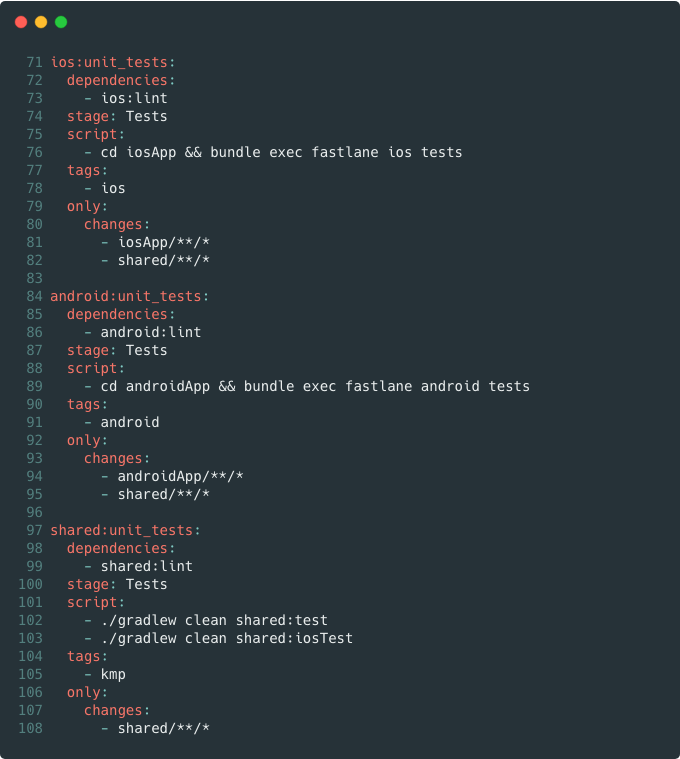 71 ios:unit_tests:
72   dependencies:
73     - ios:lint
74   stage: Tests
75   script:
76     - cd iosApp && bundle exec fastlane ios tests
77   tags:
78     - ios
79   only:
80     changes:
81       - iosApp/**/*
82       - shared/**/*
83
84 android:unit_tests:
85   dependencies:
86     - android:lint
87   stage: Tests
88   script:
89     - cd androidApp && bundle exec fastlane android tests
90   tags:
91     - android
92   only:
93     changes:
94       - androidApp/**/*
95       - shared/**/*
96
97 shared:unit_tests:
98   dependencies:
99     - shared:lint
100   stage: Tests
101   script:
102     - ./gradlew clean shared:test
103     - ./gradlew clean shared:iosTest
104   tags:
105     - kmp
106   only:
107     changes:
108       - shared/**/*